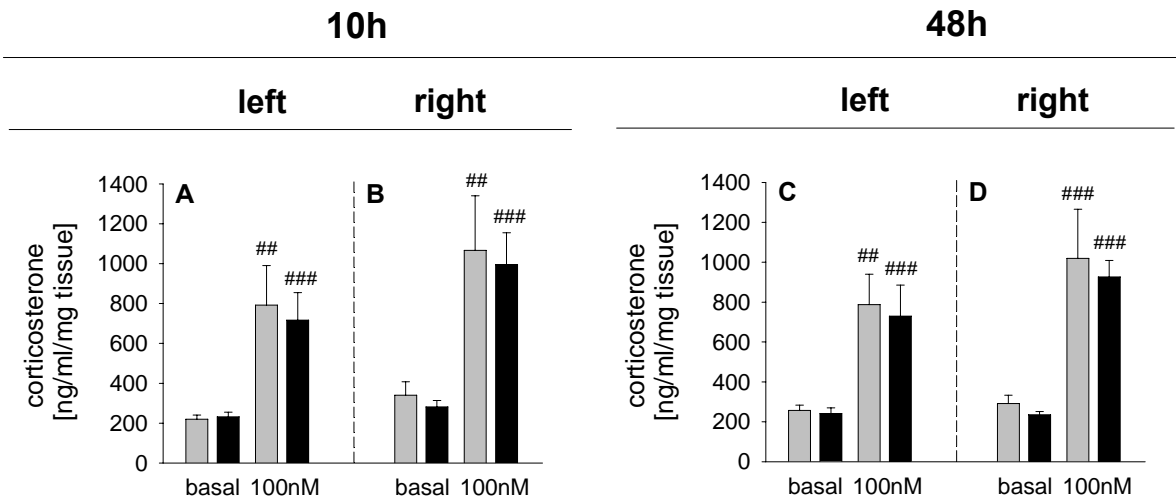 10h 48h
left right left right
A B C D
## ### ## ### ## ### ### ###
corticosterone
[ng/ml/mg tissue]
1400
1200
1000
800
600
400
200
0
basal 100nM basal 100nM
corticosterone
[ng/ml/mg tissue]
1400
1200
1000
800
600
400
200
0
basal 100nM basal 100nM